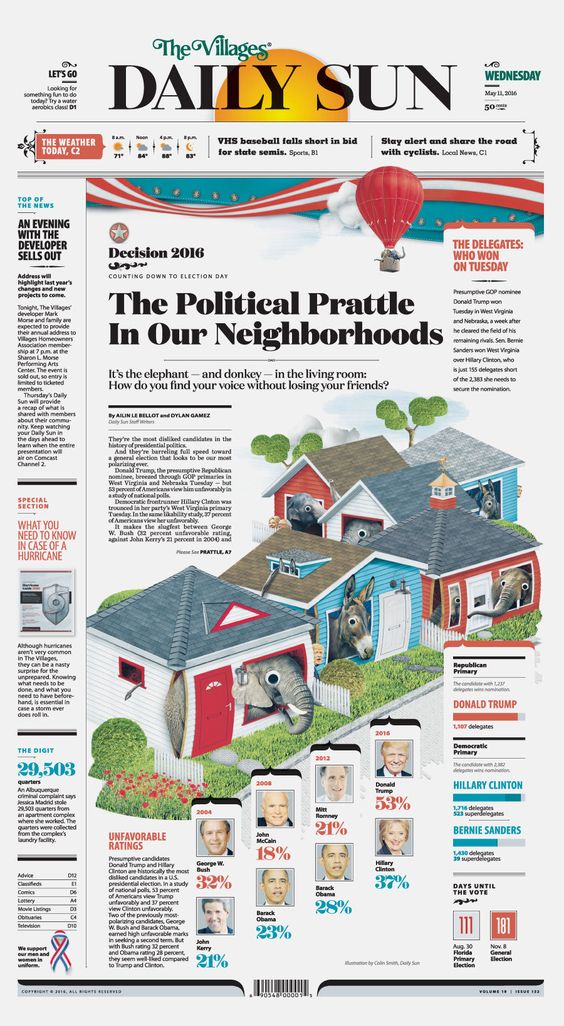 The Villages®
DAILY SUN
LET'S GO
Looking for
something fun to do
today? Try a water
aerobics class! D1
WEDNESDAY
May 11, 2016
50 cents
THE WEATHER
TODAY, C2
8 a.m.
71°
Noon
84°
4 p.m.
88°
8 p.m.
83°
VHS baseball falls short in bid
for state semis. Sports, B1
Stay alert and share the road
with cyclists. Local News, C1
TOP OF
THE NEWS
AN EVENING
WITH THE
DEVELOPER
SELLS OUT
Address will
highlight last year's
changes and new
projects to come.
Tonight, The Villages'
developer Mark
Morse and family are
expected to provide
their annual address to
Villages Homeowners
Association member-
ship at 7 p.m. at the
Sharon L. Morse
Performing Arts
Center. The event is
sold out, so entry is
limited to ticketed
members.
Thursday's Daily
Sun will provide
a recap of what is
shared with members
about their commu-
nity. Keep watching
your Daily Sun in
the days ahead to
learn when the entire
presentation will
air on Comcast
Channel 2.
SPECIAL
SECTION
WHAT YOU
NEED TO KNOW
IN CASE OF A
HURRICANE
Although hurricanes
aren't very common
in The Villages,
they can be a nasty
surprise for the
unprepared. Knowing
what needs to be
done, and what you
need to have before-
hand, is essential in
case a storm ever
does roll in.
THE DIGIT
29,503
quarters
An Albuquerque
criminal complaint says
Jessica Madrid stole
29,503 quarters from
an apartment complex
where she worked. The
quarters were collected
from the complex's
laundry facility.
Advice D12
Classifieds E1
Comics D6
Lottery A4
Movie Listings D3
Obituaries C4
Television D10
We support
our men and
women in
uniform.
Decision 2016
COUNTING DOWN TO ELECTION DAY
The Political Prattle
In Our Neighborhoods
It's the elephant — and donkey — in the living room:
How do you find your voice without losing your friends?
By AILIN LE BELLOT and DYLAN GAMEZ
Daily Sun Staff Writers
They're the most disliked candidates in the
history of presidential politics.
And they're barreling full speed toward
a general election that looks to be our most
polarizing ever.
Donald Trump, the presumptive Republican
nominee, breezed through GOP primaries in
West Virginia and Nebraska Tuesday — but
53 percent of Americans view him unfavorably in
a study of national polls.
Democratic frontrunner Hillary Clinton was
trounced in her party's West Virginia primary
Tuesday. In the same likability study, 37 percent
of Americans view her unfavorably.
It makes the slugfest between George
W. Bush (32 percent unfavorably rating,
against John Kerry's 21 percent in 2004) and
Please See PRATTLE, A7
THE DELEGATES:
WHO WON
ON TUESDAY
Presumptive GOP nominee
Donald Trump won
Tuesday in West Virginia
and Nebraska, a week after
he cleared the field of his
remaining rivals. Sen. Bernie
Sanders won West Virginia
over Hillary Clinton, who
is just 155 delegates short
of the 2,383 she needs to
secure the nomination.
Republican
Primary
The candidate with 1,237
delegates wins nomination.
DONALD TRUMP
1,107 delegates
Democratic
Primary
The candidate with 2,382
delegates wins nomination.
HILLARY CLINTON
1,716 delegates
523 superdelegates
BERNIE SANDERS
1,430 delegates
39 superdelegates
DAYS UNTIL
THE VOTE
111
Aug. 30
Florida
Primary
Election
181
Nov. 8
General
Election
UNFAVORABLE
RATINGS
Presumptive candidates
Donald Trump and Hillary
Clinton are historically the most
disliked candidates in a U.S.
presidential election. In a study
of national polls, 53 percent
of Americans view Trump
unfavorably and 37 percent
view Clinton unfavorably.
Two of the previously most-
polarizing candidates, George
W. Bush and Barack Obama,
earned high unfavorable marks
in seeking a second term. But
with Bush rating 32 percent
and Obama rating 28 percent,
they seem well-liked compared
to Trump and Clinton.
2004
George W.
Bush
32%
John
Kerry
21%
2008
John
McCain
18%
Barack
Obama
23%
2012
Mitt
Romney
21%
Barack
Obama
28%
2016
Donald
Trump
53%
Hillary
Clinton
37%
Illustration by Colin Smith, Daily Sun
COPYRIGHT © 2016, ALL RIGHTS RESERVED
VOLUME 19 | ISSUE 132